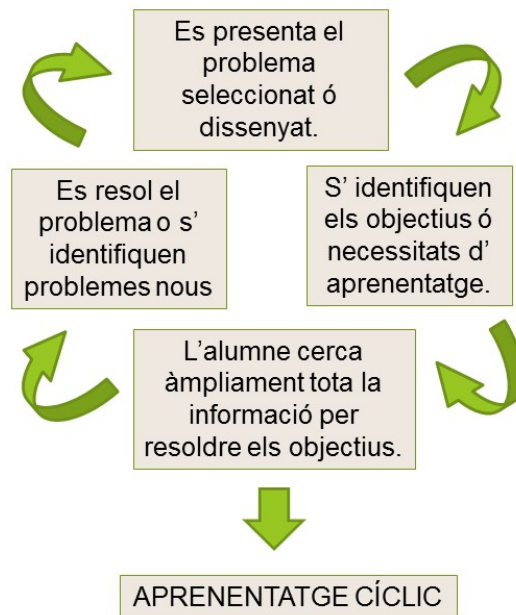 Es presenta el
problema
seleccionat ó
dissenyat.
S' identifiquen
els objectius ó
necessitats d'
aprenentatge.
L'alumne cerca
àmpliament tota la
informació per
resoldre els objectius.
Es resol el
problema o s'
identifiquen
problemes nous
APRENENTATGE CÍCLIC